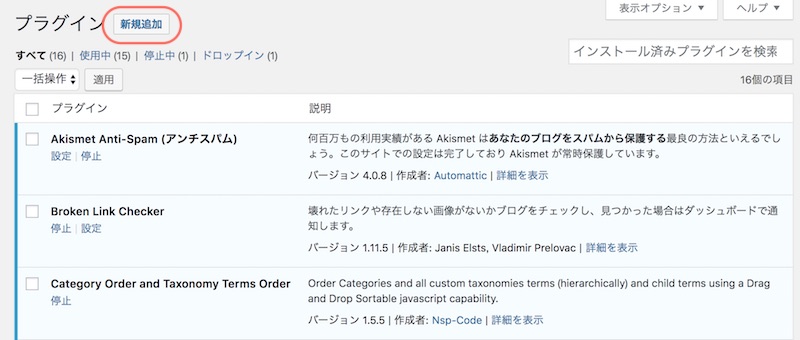 表示オプション ▼ ヘルプ ▼
プラグイン 新規追加
すべて (16) | 使用中 (15) | 停止中 (1) | ドロップイン (1)
インストール済みプラグインを検索
一括操作 適用
16個の項目
プラグイン 説明
Akismet Anti-Spam (アンチスパム)
設定 | 停止
何百万もの利用実績がある Akismet はあなたのブログをスパムから保護する最良の方法といえるでし
ょう。このサイトでの設定は完了しており Akismet が常時保護しています。
バージョン 4.0.8 | 作成者: Automattic | 詳細を表示
Broken Link Checker
停止 | 設定
壊れたリンクや存在しない画像がないかブログをチェックし、見つかった場合はダッシュボードで通
知します。
バージョン 1.11.5 | 作成者: Janis Elsts, Vladimir Prelovac | 詳細を表示
Category Order and Taxonomy Terms Order
停止
Order Categories and all custom taxonomies terms (hierarchically) and child terms using a Drag
and Drop Sortable javascript capability.
バージョン 1.5.5 | 作成者: Nsp-Code | 詳細を表示